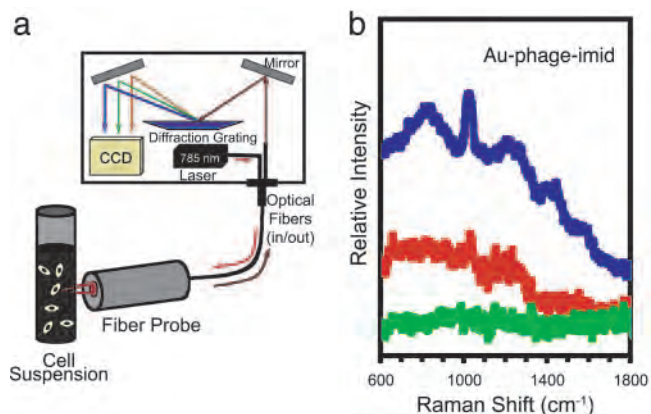 a
Mirror
Diffraction Grating
CCD
785 nm
Laser
Optical
Fibers
(in/out)
Fiber Probe
Cell
Suspension
b
Au-phage-imid
Relative Intensity
600 1000 1400 1800
Raman Shift (cm⁻¹)